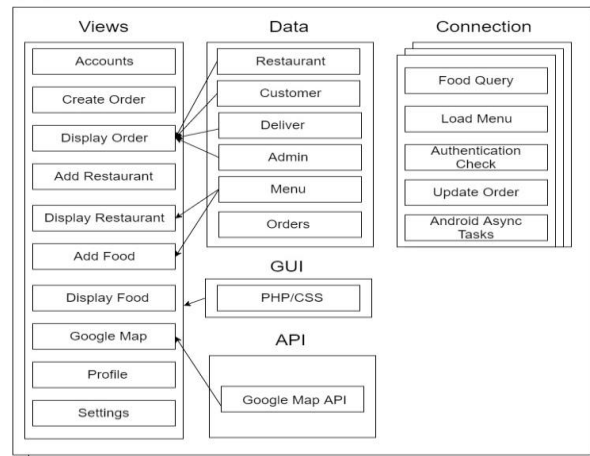 Views
Accounts
Create Order
Display Order
Add Restaurant
Display Restaurant
Add Food
Display Food
Google Map
Profile
Settings
Data
Restaurant
Customer
Deliver
Admin
Menu
Orders
GUI
PHP/CSS
API
Google Map API
Connection
Food Query
Load Menu
Authentication
Check
Update Order
Android Async
Tasks